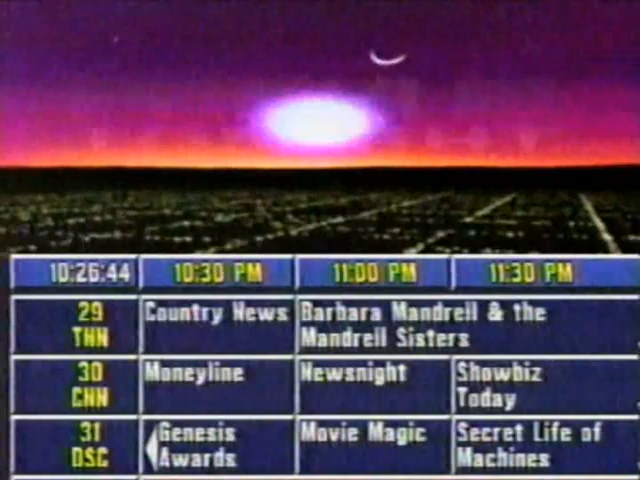 10:26:44 10:30 PM 11:00 PM 11:30 PM
29 Country News Barbara Mandrell & the
TNN Mandrell Sisters
30 Moneyline Newsnight Showbiz
CNN Today
31 Genesis Movie Magic Secret Life of
DSC Awards Machines